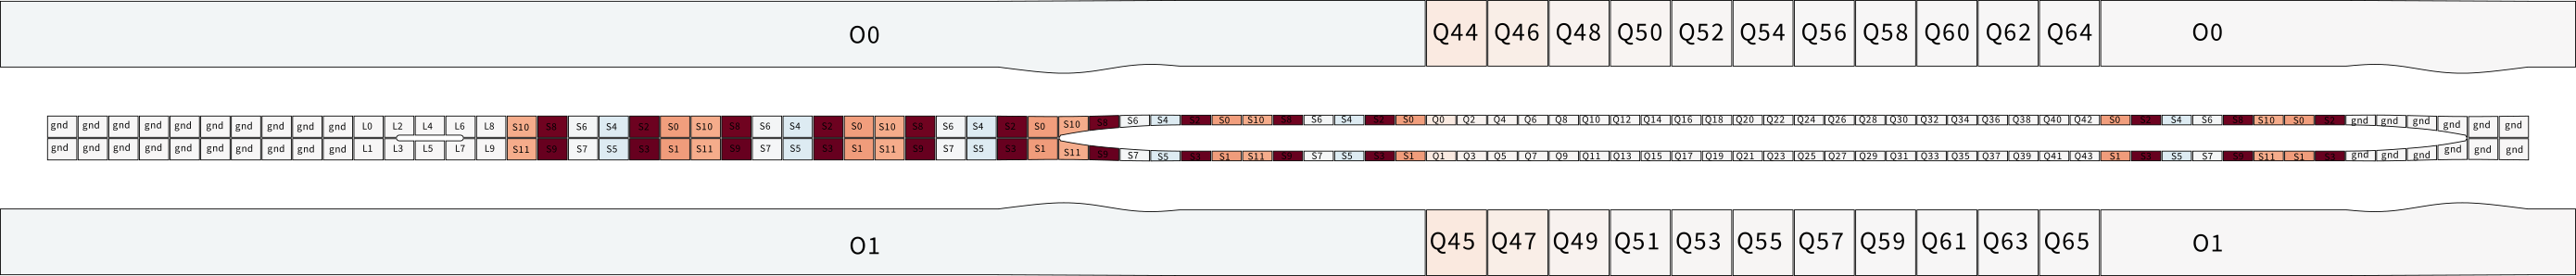 O0 Q44 Q46 Q48 Q50 Q52 Q54 Q56 Q58 Q60 Q62 Q64 O0
gnd gnd gnd gnd gnd gnd gnd gnd gnd gnd L0 L2 L4 L6 L8 S10 S8 S6 S4 S2 S0 S10 S8 S6 S4 S2 S0 S10 S8 S6 S4 S2 S0 S10 S8 S6 S4 S2 S0 S10 S8 S6 S4 S2 S0 Q0 Q2 Q4 Q6 Q8 Q10 Q12 Q14 Q16 Q18 Q20 Q22 Q24 Q26 Q28 Q30 Q32 Q34 Q36 Q38 Q40 Q42 S0 S2 S4 S6 S8 S10 S0 S2 gnd gnd gnd gnd gnd gnd
gnd gnd gnd gnd gnd gnd gnd gnd gnd gnd L1 L3 L5 L7 L9 S11 S9 S7 S5 S3 S1 S11 S9 S7 S5 S3 S1 S11 S9 S7 S5 S3 S1 S11 S9 S7 S5 S3 S1 S11 S9 S7 S5 S3 S1 Q1 Q3 Q5 Q7 Q9 Q11 Q13 Q15 Q17 Q19 Q21 Q23 Q25 Q27 Q29 Q31 Q33 Q35 Q37 Q39 Q41 Q43 S1 S3 S5 S7 S9 S11 S1 S3 gnd gnd gnd gnd gnd gnd
O1 Q45 Q47 Q49 Q51 Q53 Q55 Q57 Q59 Q61 Q63 Q65 O1